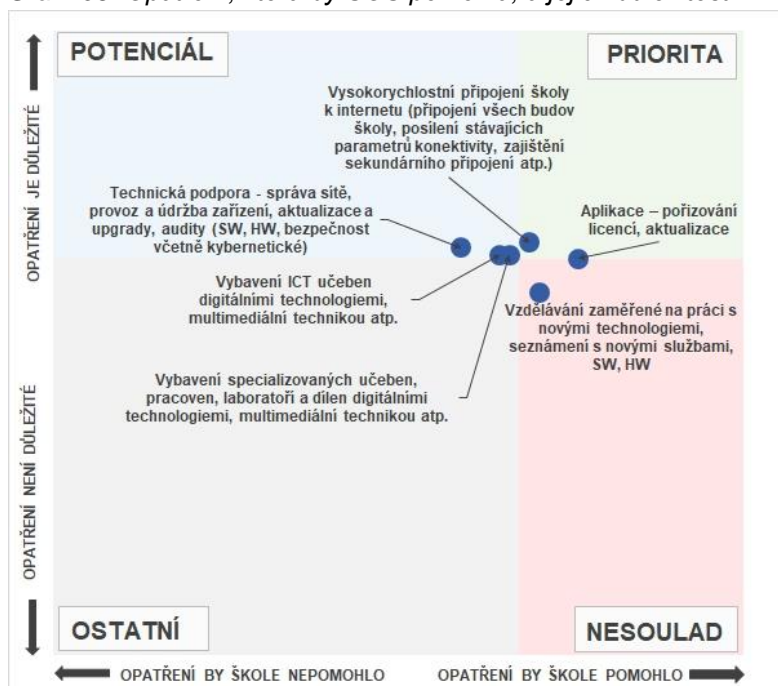 POTENCIÁL
PRIORITA
Vysokorychlostní připojení školy
k internetu (připojení všech budov
školy, posílení stávajících
parametrů konektivity, zajištění
sekundárního připojení atp.)
Technická podpora - správa sítě,
provoz a údržba zařízení, aktualizace a
upgrady, audity (SW, HW, bezpečnost
včetně kybernetické)
Aplikace – pořizování
licencí, aktualizace
Vybavení ICT učeben
digitálními technologiemi,
multimediální technikou atp.
Vzdělávání zaměřené na práci s
novými technologiemi,
seznámení s novými službami,
SW, HW
Vybavení specializovaných učeben,
pracoven, laboratoří a dílen digitálními
technologiemi, multimediální technikou atp.
OPATŘENÍ JE DŮLEŽITÉ
OPATŘENÍ NENÍ DŮLEŽITÉ
OSTATNÍ
NESOULAD
OPATŘENÍ BY ŠKOLE NEPOMOHLO
OPATŘENÍ BY ŠKOLE POMOHLO